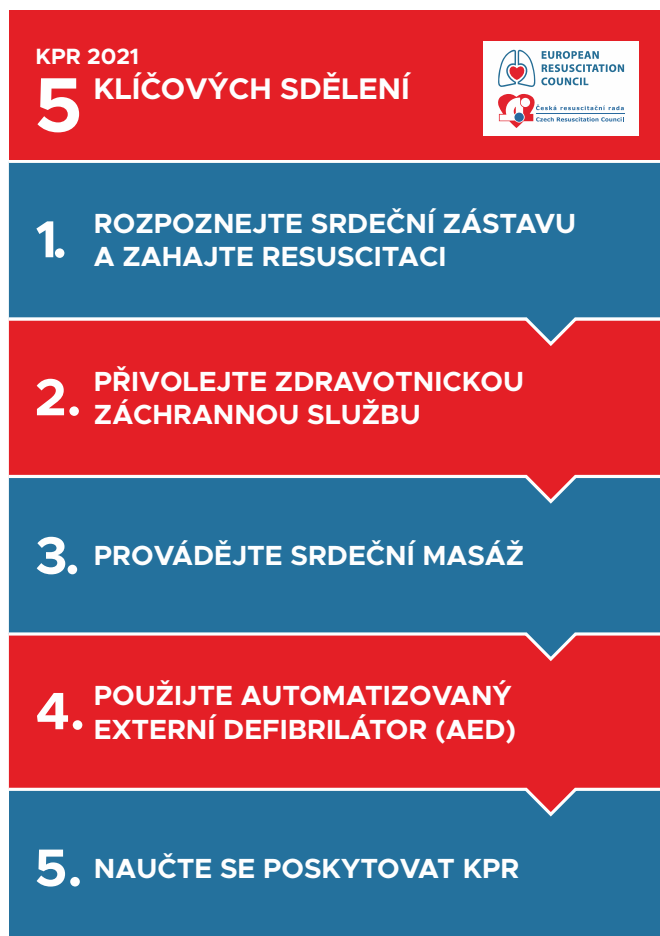 KPR 2021
5 KLÍČOVÝCH SDĚLENÍ
EUROPEAN
RESUSCITATION
COUNCIL
Česká resuscitační rada
Czech Resuscitation Council
1. ROZPOZNEJTE SRDEČNÍ ZÁSTAVU
A ZAHAJTE RESUSCITACI
2. PŘIVOLEJTE ZDRAVOTNICKOU
ZÁCHRANNOU SLUŽBU
3. PROVÁDĚJTE SRDEČNÍ MASÁŽ
4. POUŽIJTE AUTOMATIZOVANÝ
EXTERNÍ DEFIBRILÁTOR (AED)
5. NAUČTE SE POSKYTOVAT KPR